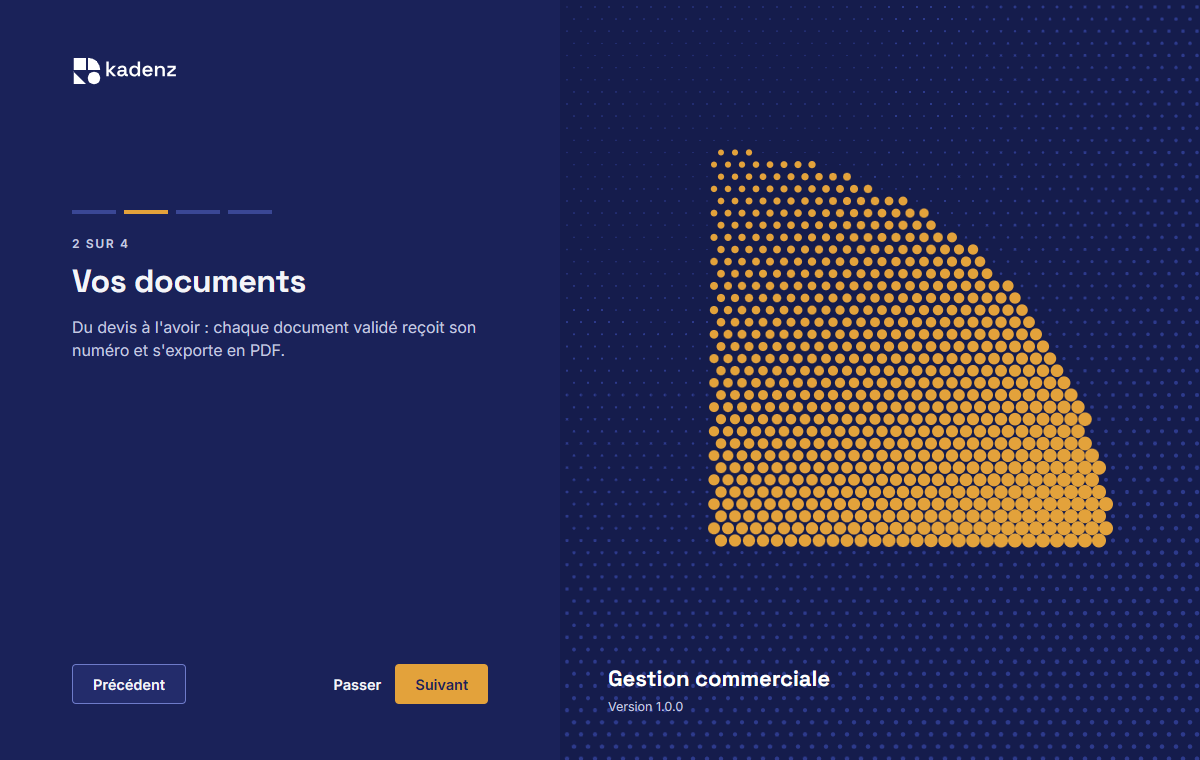 kadenz
2 SUR 4
Vos documents
Du devis à l'avoir : chaque document validé reçoit son
numéro et s'exporte en PDF.
Précédent
Passer
Suivant
Gestion commerciale
Version 1.0.0